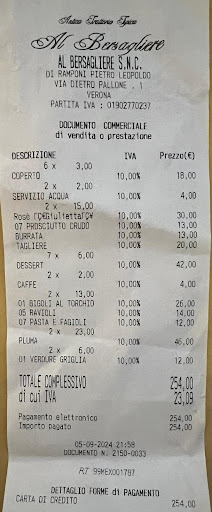 Antica Trattoria Tipica
Al Bersagliere
AL BERSAGLIERE S.N.C.
DI RAMPONI PIETRO LEOPOLDO
VIA DIETRO PALLONE , 1
VERONA
PARTITA IVA : 01902770237
DOCUMENTO COMMERCIALE
di vendita o prestazione
DESCRIZIONE IVA Prezzo(€)
6 x 3,00
COPERTO 10,00% 18,00
2 x 2,00
SERVIZIO ACQUA 10,00% 4,00
2 x 15,00
Rosè ΓÇ£GiuliettaΓÇ¥ 10,00% 30,00
07 PROSCIUTTO CRUDO 10,00% 13,00
BURRATA 10,00% 13,00
TAGLIERE 10,00% 20,00
7 x 6,00
DESSERT 10,00% 42,00
2 x 2,00
CAFFE 10,00% 4,00
2 x 13,00
01 BIGOLI AL TORCHIO 10,00% 26,00
05 RAVIOLI 10,00% 14,00
07 PASTA E FAGIOLI 10,00% 12,00
2 x 23,00
PLUMA 10,00% 46,00
2 x 6,00
01 VERDURE GRIGLIA 10,00% 12,00
TOTALE COMPLESSIVO 254,00
di cui IVA 23,09
Pagamento elettronico 254,00
Importo pagato 254,00
05-09-2024 21:58
DOCUMENTO N. 2150-0033
RT 99MEX001787
DETTAGLIO FORME di PAGAMENTO
CARTA DI CREDITO 254,00